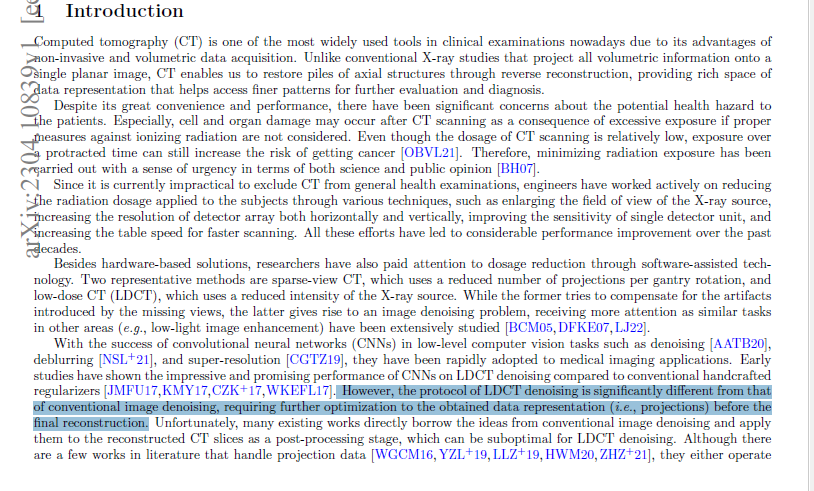 1 Introduction
Computed tomography (CT) is one of the most widely used tools in clinical examinations nowadays due to its advantages of
non-invasive and volumetric data acquisition. Unlike conventional X-ray studies that project all volumetric information onto a
single planar image, CT enables us to restore piles of axial structures through reverse reconstruction, providing rich space of
data representation that helps access finer patterns for further evaluation and diagnosis.
Despite its great convenience and performance, there have been significant concerns about the potential health hazard to
the patients. Especially, cell and organ damage may occur after CT scanning as a consequence of excessive exposure if proper
measures against ionizing radiation are not considered. Even though the dosage of CT scanning is relatively low, exposure over
a protracted time can still increase the risk of getting cancer [OBVL21]. Therefore, minimizing radiation exposure has been
carried out with a sense of urgency in terms of both science and public opinion [BH07].
Since it is currently impractical to exclude CT from general health examinations, engineers have worked actively on reducing
the radiation dosage applied to the subjects through various techniques, such as enlarging the field of view of the X-ray source,
increasing the resolution of detector array both horizontally and vertically, improving the sensitivity of single detector unit, and
increasing the table speed for faster scanning. All these efforts have led to considerable performance improvement over the past
decades.
Besides hardware-based solutions, researchers have also paid attention to dosage reduction through software-assisted tech-
nology. Two representative methods are sparse-view CT, which uses a reduced number of projections per gantry rotation, and
low-dose CT (LDCT), which uses a reduced intensity of the X-ray source. While the former tries to compensate for the artifacts
introduced by the missing views, the latter gives rise to an image denoising problem, receiving more attention as similar tasks
in other areas (e.g., low-light image enhancement) have been extensively studied [BCM05,DFKE07,LJ22].
With the success of convolutional neural networks (CNNs) in low-level computer vision tasks such as denoising [AATB20],
deblurring [NSL+21], and super-resolution [CGTZ19], they have been rapidly adopted to medical imaging applications. Early
studies have shown the impressive and promising performance of CNNs on LDCT denoising compared to conventional handcrafted
regularizers [JMFU17,KMY17,CZK+17,WKEFL17]. However, the protocol of LDCT denoising is significantly different from that
of conventional image denoising, requiring further optimization to the obtained data representation (i.e., projections) before the
final reconstruction. Unfortunately, many existing works directly borrow the ideas from conventional image denoising and apply
them to the reconstructed CT slices as a post-processing stage, which can be suboptimal for LDCT denoising. Although there
are a few works in literature that handle projection data [WGCM16,YZL+19,LLZ+19,HWM20,ZHZ+21], they either operate
arXiv:2304.10839v1 [ee